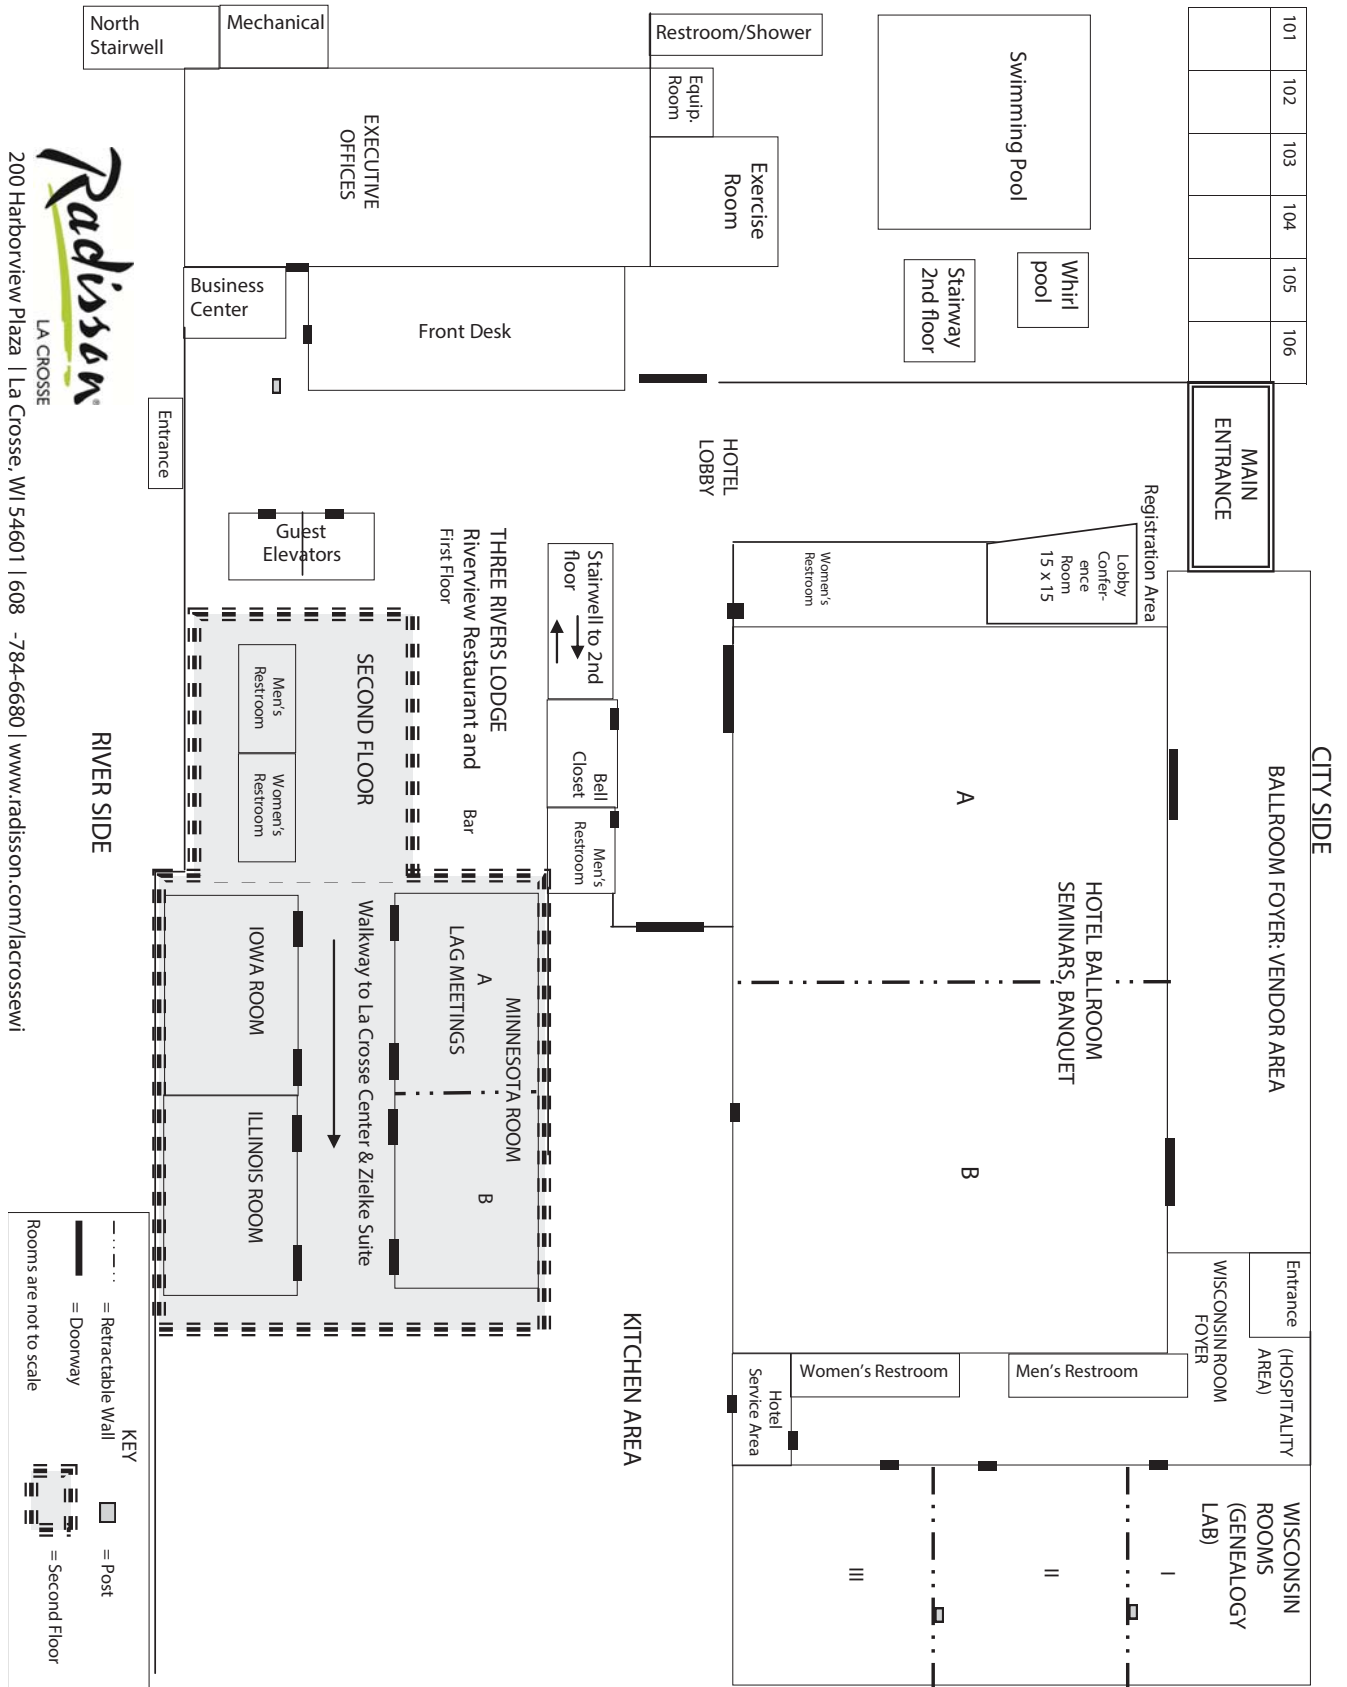 North
Stairwell
Mechanical
Restroom/Shower
Equip.
Room
Exercise
Room
Swimming Pool
Whirl
pool
Stairway
2nd floor
101
102
103
104
105
106
EXECUTIVE
OFFICES
Business
Center
Front Desk
Entrance
HOTEL
LOBBY
MAIN
ENTRANCE
Registration Area
Lobby
Confer-
ence
Room
15 x 15
Women's
Restroom
Guest
Elevators
THREE RIVERS LODGE
Riverview Restaurant and Bar
First Floor
Stairwell to 2nd
floor
Bell
Closet
Men's
Restroom
CITY SIDE
BALLROOM FOYER: VENDOR AREA
HOTEL BALLROOM
SEMINARS, BANQUET
A
B
SECOND FLOOR
Men's
Restroom
Women's
Restroom
MINNESOTA ROOM
A
B
LAG MEETINGS
Walkway to La Crosse Center & Zielke Suite
IOWA ROOM
ILLINOIS ROOM
RIVER SIDE
KITCHEN AREA
Entrance
(HOSPITALITY
AREA)
WISCONSIN ROOM
FOYER
Men's Restroom
Women's Restroom
Hotel
Service Area
WISCONSIN
ROOMS
(GENEALOGY
LAB)
I
II
III
KEY
= Retractable Wall
= Post
= Doorway
= Second Floor
Rooms are not to scale
Radisson®
LA CROSSE
200 Harborview Plaza | La Crosse, WI 54601 | 608 -784-6680 | www.radisson.com/lacrossewi